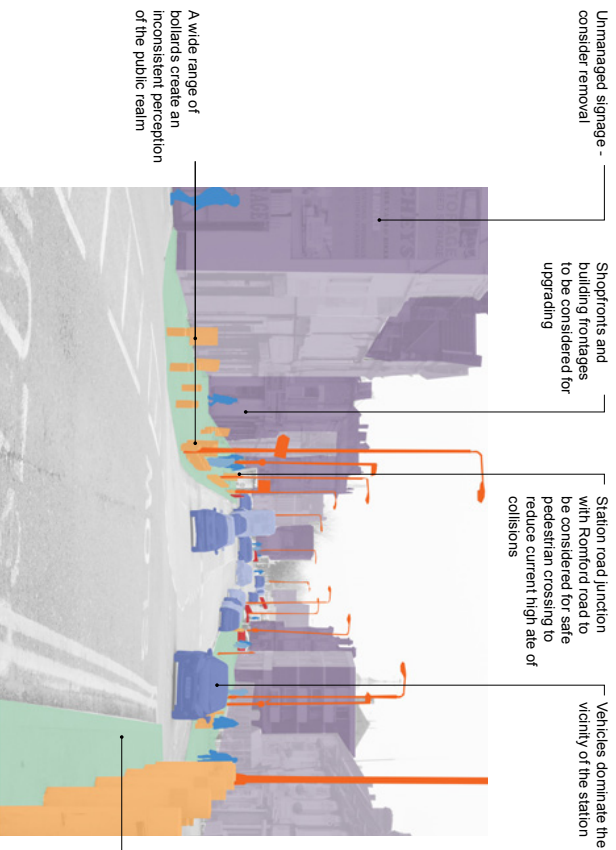 Unmanaged signage -
consider removal
Shopfronts and
building frontages
to be considered for
upgrading
Station road junction
with Romford road to
be considered for safe
pedestrian crossing to
reduce current high ate of
collisions
Vehicles dominate the
vicinity of the station
A wide range of
bollards create an
inconsistent perception
of the public realm